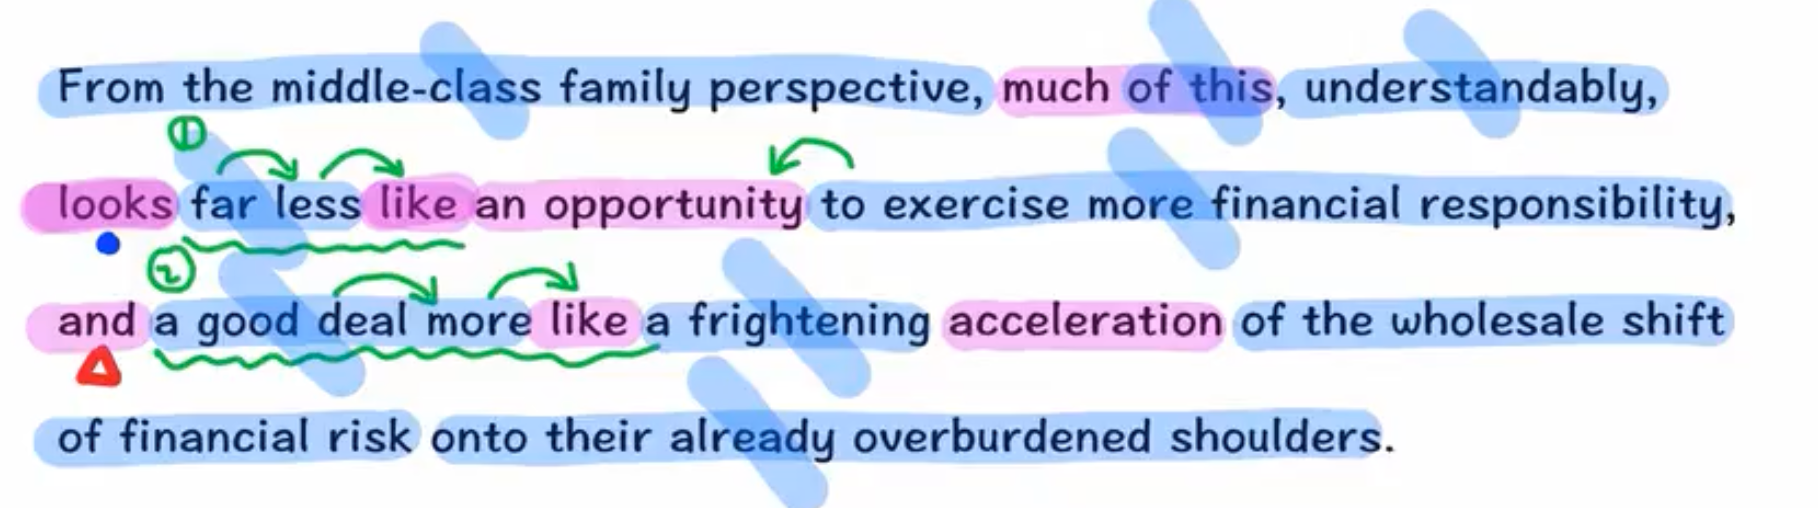 From the middle-class family perspective, much of this, understandably,
①
looks far less like an opportunity to exercise more financial responsibility,
②
and a good deal more like a frightening acceleration of the wholesale shift
of financial risk onto their already overburdened shoulders.